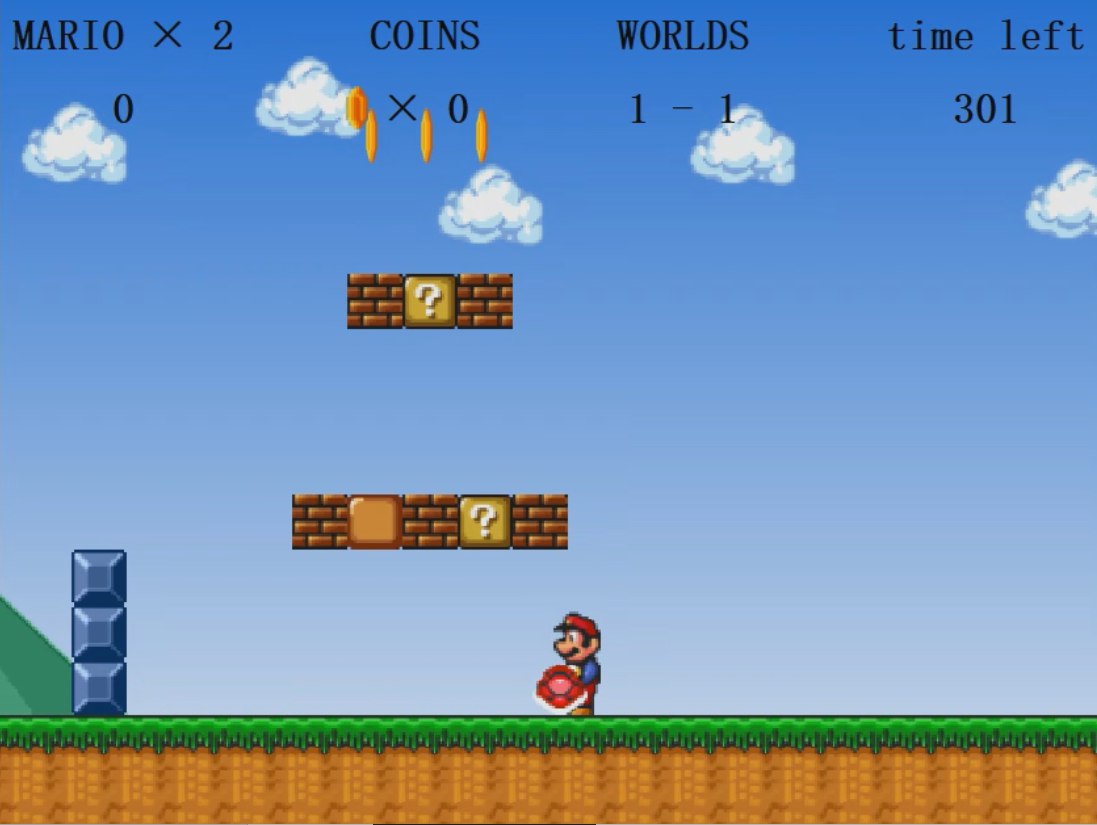 MARIO × 2 COINS WORLDS time left
0 × 0 1 - 1 301
?
?